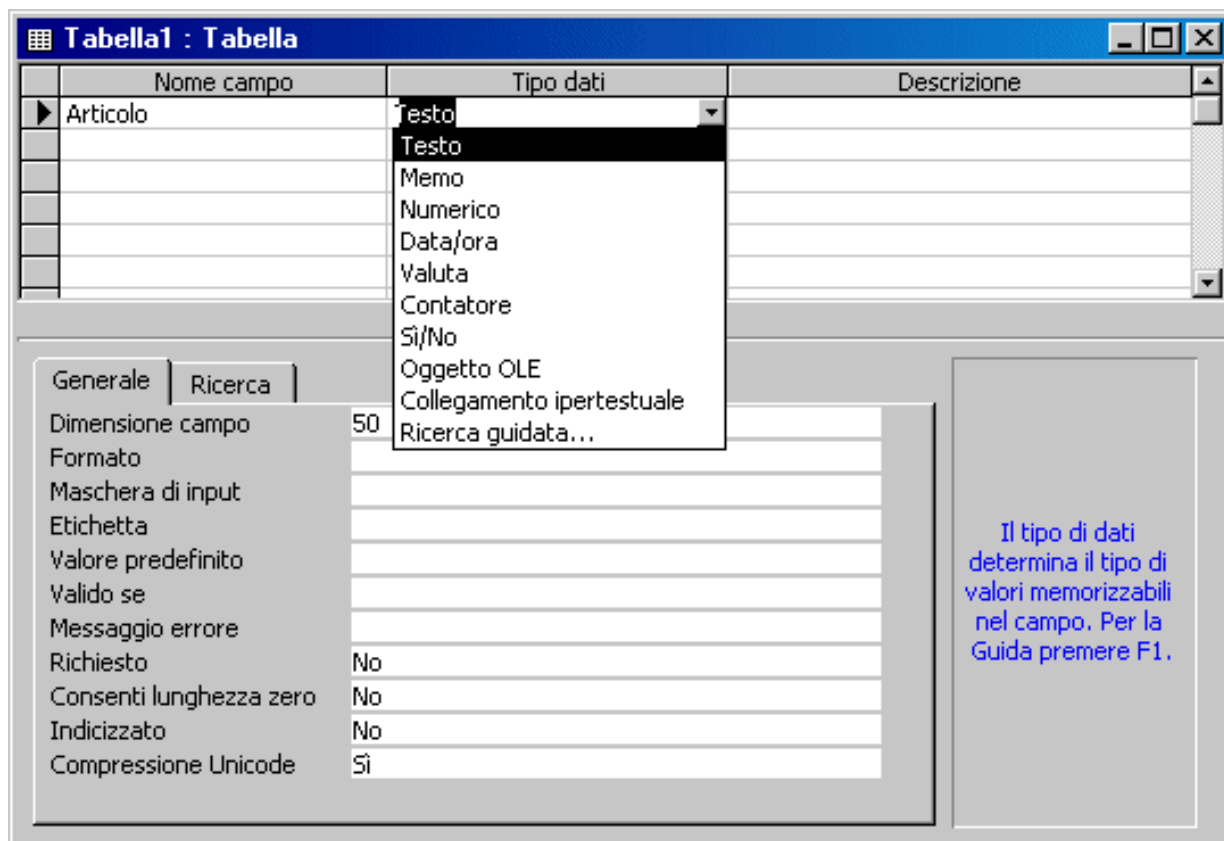 Tabella1 : Tabella
Nome campo Tipo dati Descrizione
Articolo Testo
Testo
Memo
Numerico
Data/ora
Valuta
Contatore
Sì/No
Oggetto OLE
Collegamento ipertestuale
Ricerca guidata...
Generale Ricerca
Dimensione campo 50
Formato
Maschera di input
Etichetta
Valore predefinito
Valido se
Messaggio errore
Richiesto No
Consenti lunghezza zero No
Indicizzato No
Compressione Unicode Sì
Il tipo di dati
determina il tipo di
valori memorizzabili
nel campo. Per la
Guida premere F1.